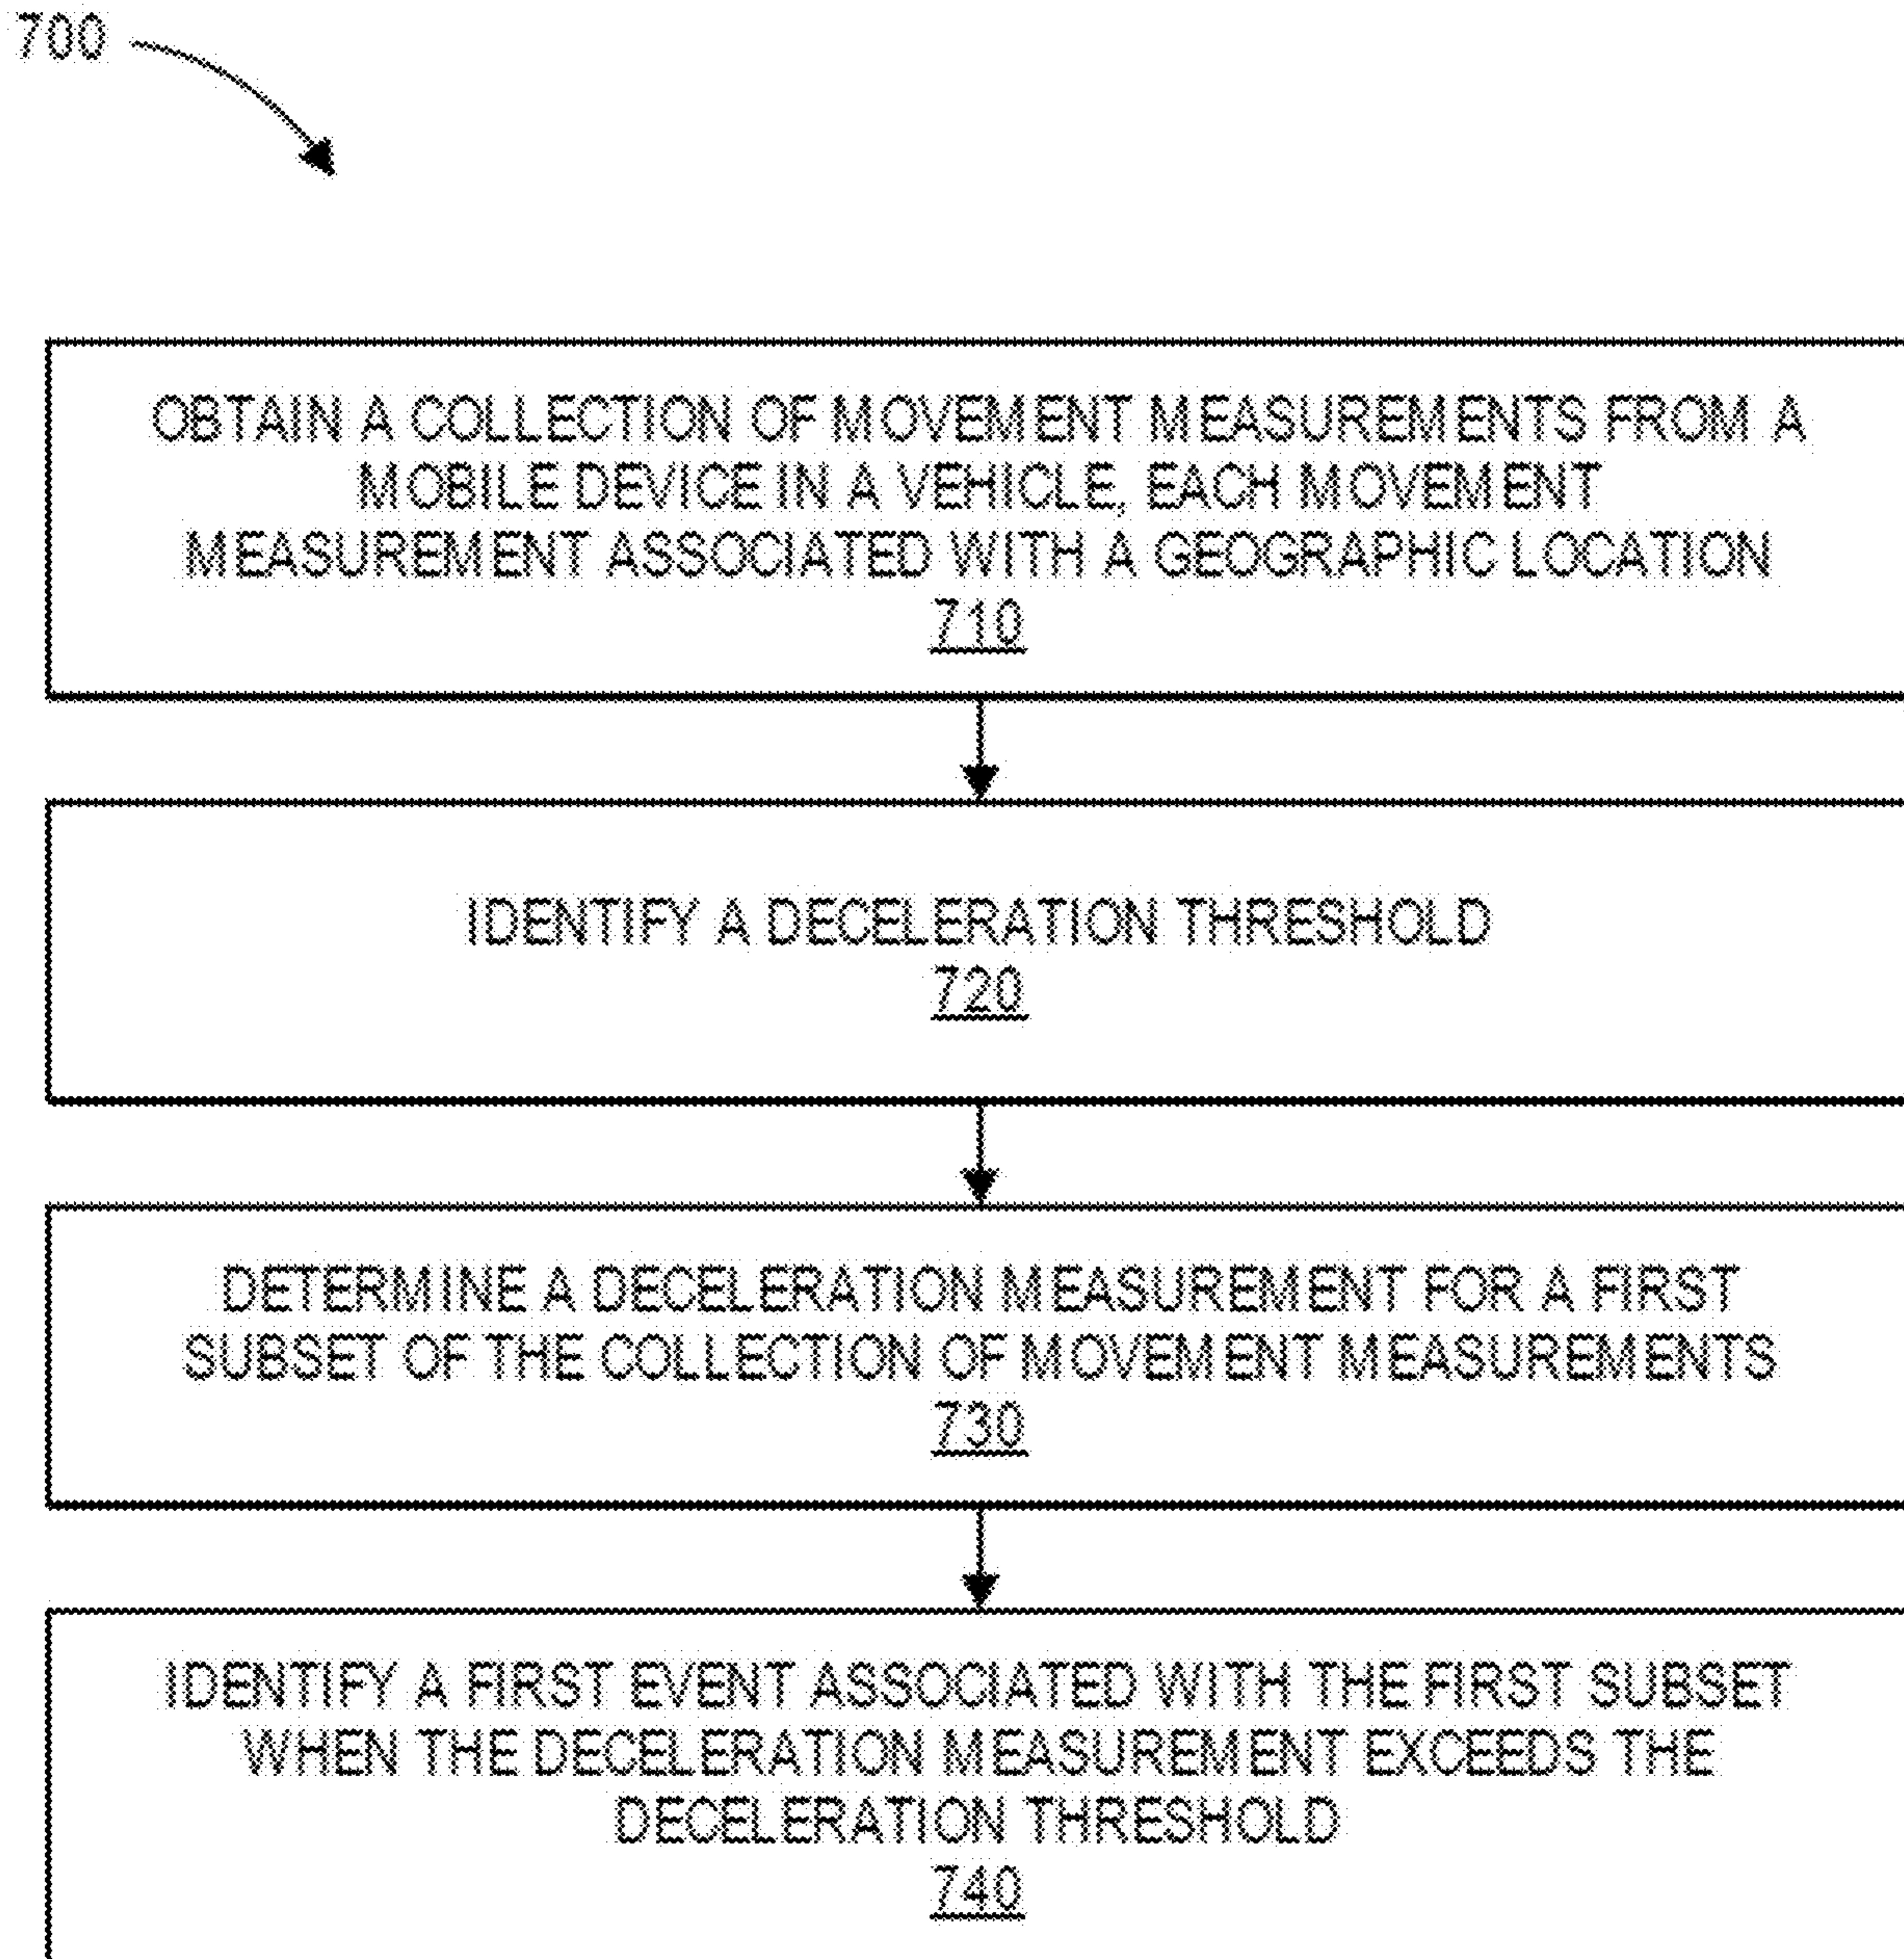 700
OBTAIN A COLLECTION OF MOVEMENT MEASUREMENTS FROM A
MOBILE DEVICE IN A VEHICLE, EACH MOVEMENT
MEASUREMENT ASSOCIATED WITH A GEOGRAPHIC LOCATION
710
IDENTIFY A DECELERATION THRESHOLD
720
DETERMINE A DECELERATION MEASUREMENT FOR A FIRST
SUBSET OF THE COLLECTION OF MOVEMENT MEASUREMENTS
730
IDENTIFY A FIRST EVENT ASSOCIATED WITH THE FIRST SUBSET
WHEN THE DECELERATION MEASUREMENT EXCEEDS THE
DECELERATION THRESHOLD
740